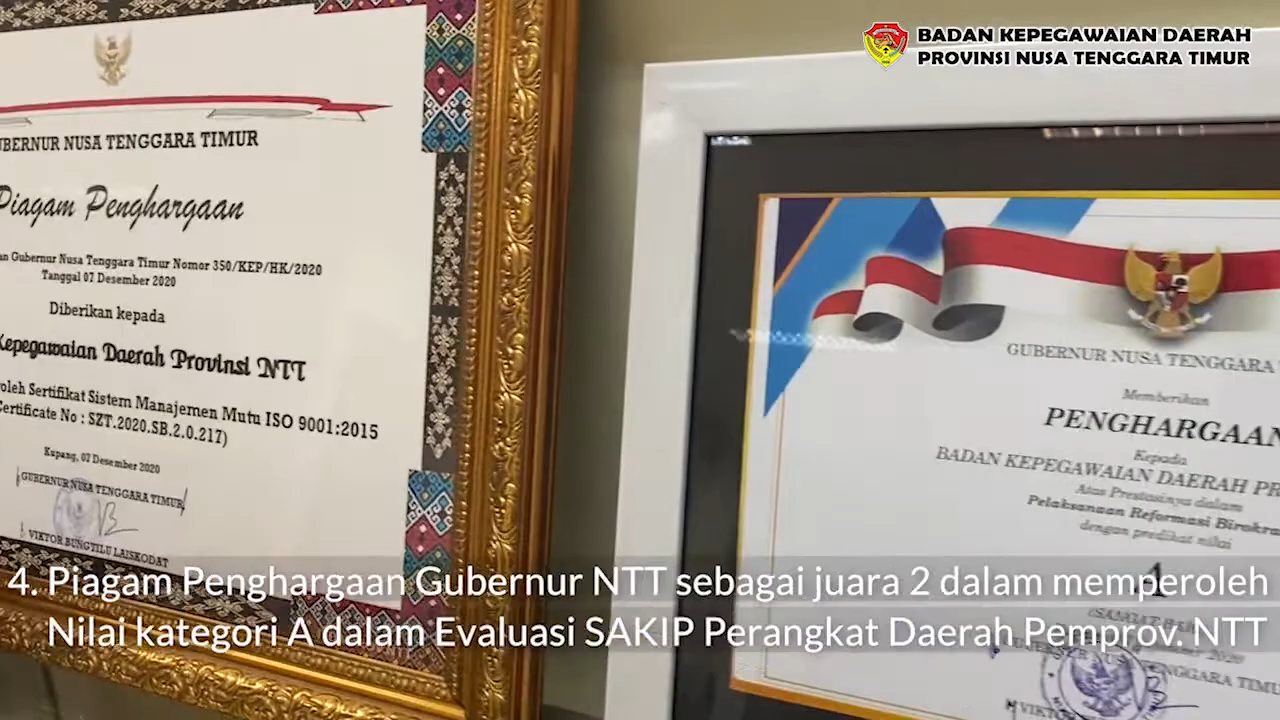 BADAN KEPEGAWAIAN DAERAH
PROVINSI NUSA TENGGARA TIMUR
NUSA TENGGARA TIMUR
Piagam Penghargaan
Gubernur Nusa Tenggara Timur Nomor 350/KEP/HK/2020
Tanggal 07 Desember 2020
Diberikan kepada
Kepegawaian Daerah Provinsi NTT
Sertifikat Sistem Manajemen Mutu ISO 9001:2015
Certificate No : SZT.2020.SB.2.0.217)
Kupang, 07 Desember 2020
GUBERNUR NUSA TENGGARA TIMUR
VIKTOR BUNGTILU LAISKODAT
GUBERNUR NUSA TENGGARA
Memberikan
PENGHARGAAN
Kepada
BADAN KEPEGAWAIAN DAERAH
Atas Prestasinya dalam
Pelaksanaan Reformasi
dengan predikat nilai
4. Piagam Penghargaan Gubernur NTT sebagai juara 2 dalam memperoleh
Nilai kategori A dalam Evaluasi SAKIP Perangkat Daerah Pemprov. NTT